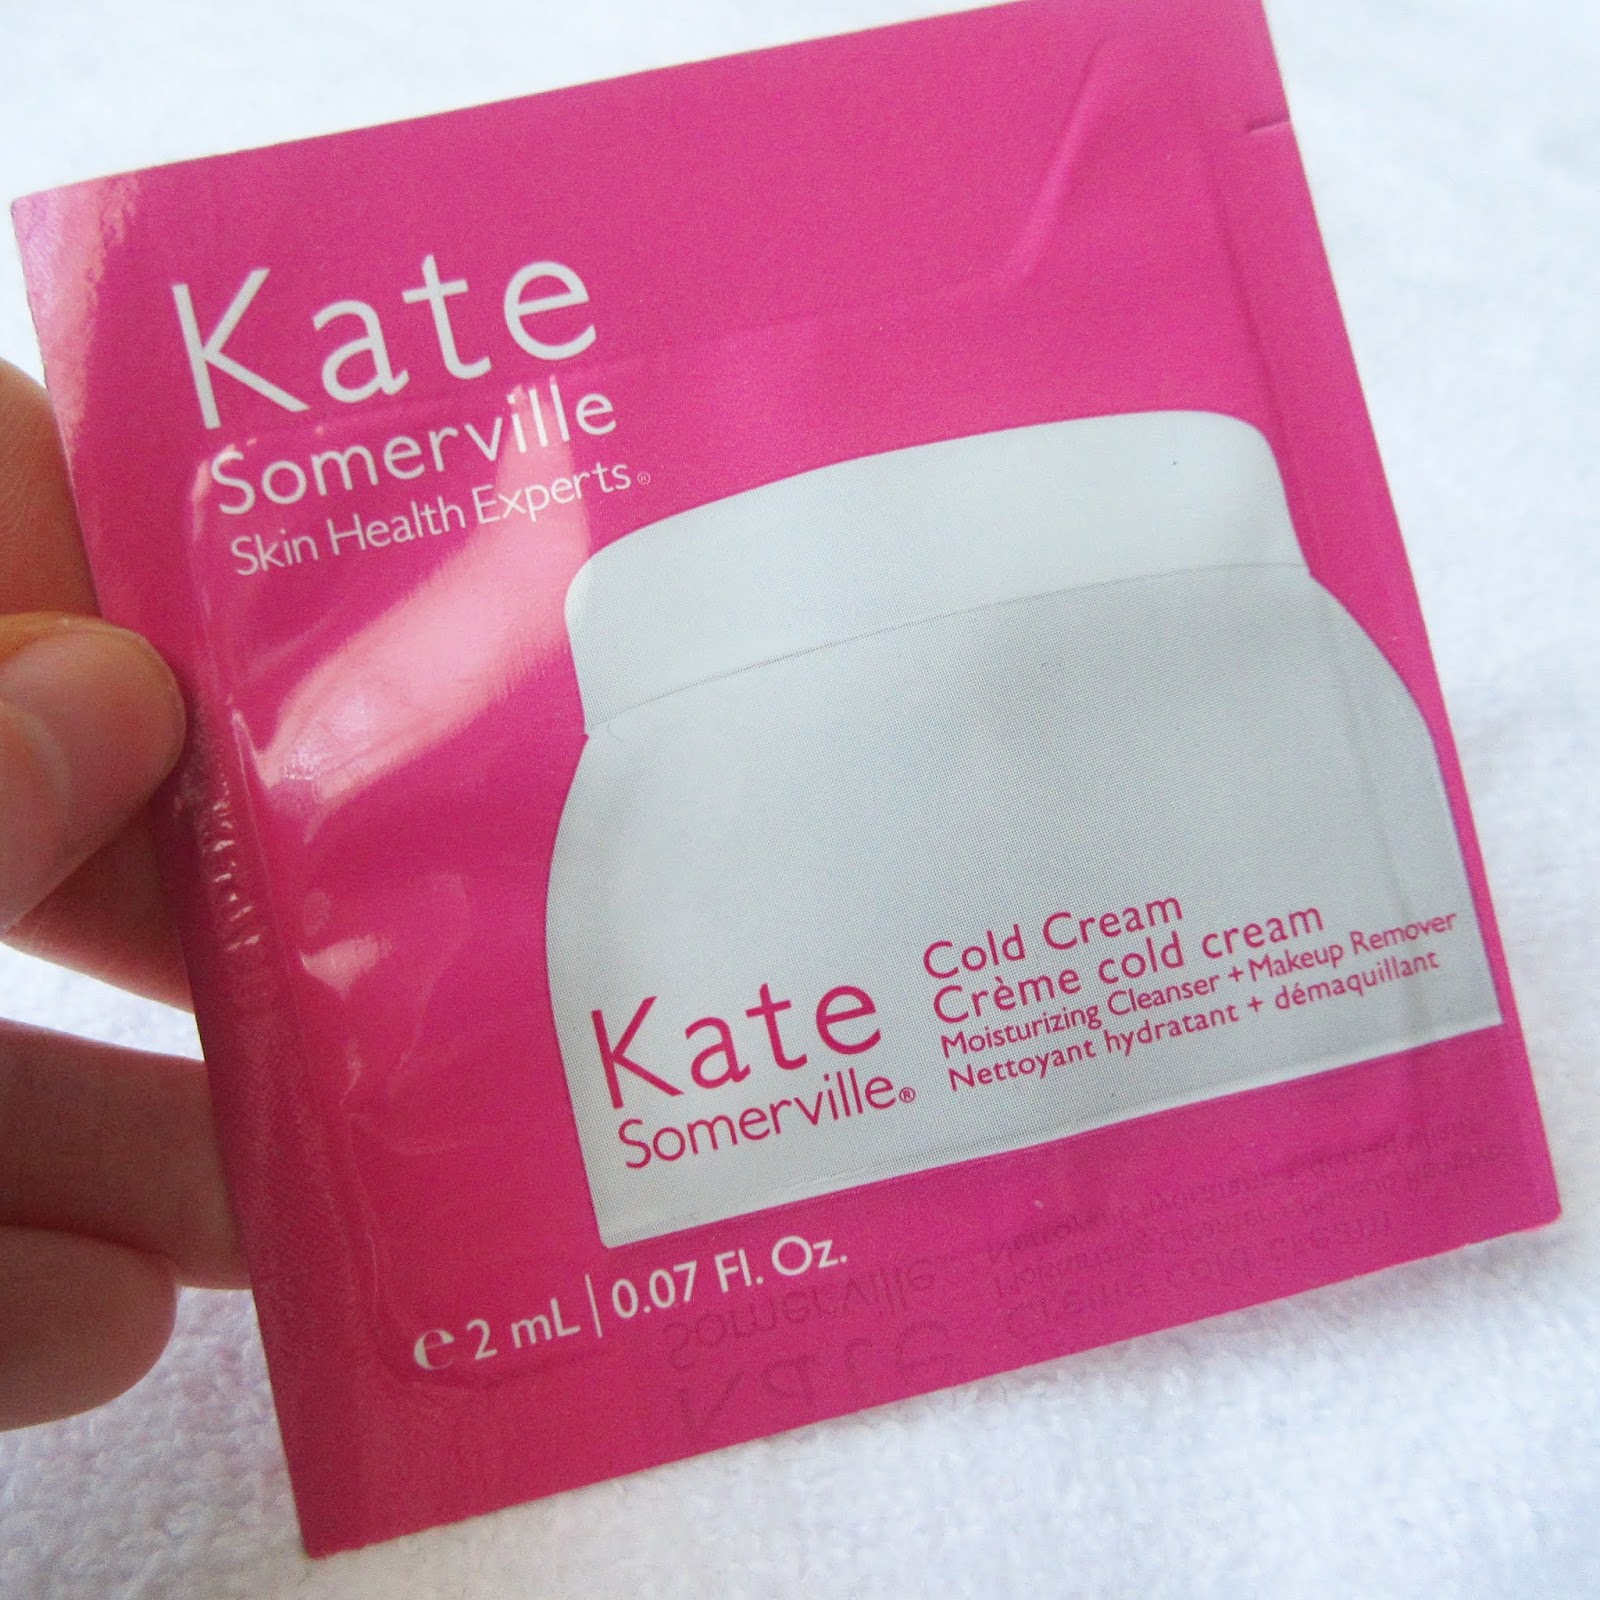 Kate
Somerville
Skin Health Experts®
Kate
Somerville®
Cold Cream
Crème cold cream
Moisturizing Cleanser + Makeup Remover
Nettoyant hydratant + démaquillant
e 2 mL | 0.07 Fl. Oz.